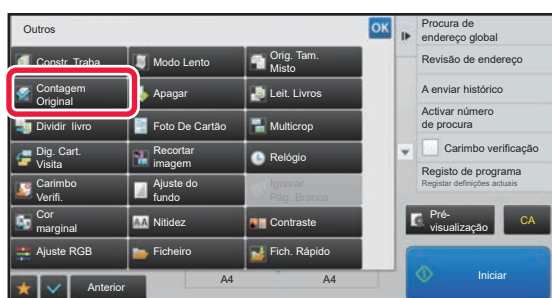 Outros
OK
Constr. Traba.
Modo Lento
Orig. Tam.
Misto
Contagem
Original
Apagar
Leit. Livros
Dividir livro
Foto De Cartão
Multicrop
Dig. Cart.
Visita
Recortar
imagem
Relógio
Carimbo
Verifi.
Ajuste do
fundo
Ignorar
Pág. Branca
Cor
marginal
AA Nitidez
Contraste
Ajuste RGB
Ficheiro
Fich. Rápido
Anterior
A4
A4
Procura de
endereço global
Revisão de endereço
A enviar histórico
Activar número
de procura
Carimbo verificação
Registo de programa
Registar definições actuais
Pré-
visualização
CA
Iniciar